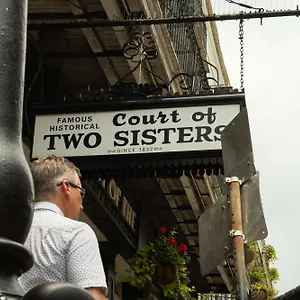 FAMOUS
HISTORICAL
Court of
TWO SISTERS
SINCE 1832